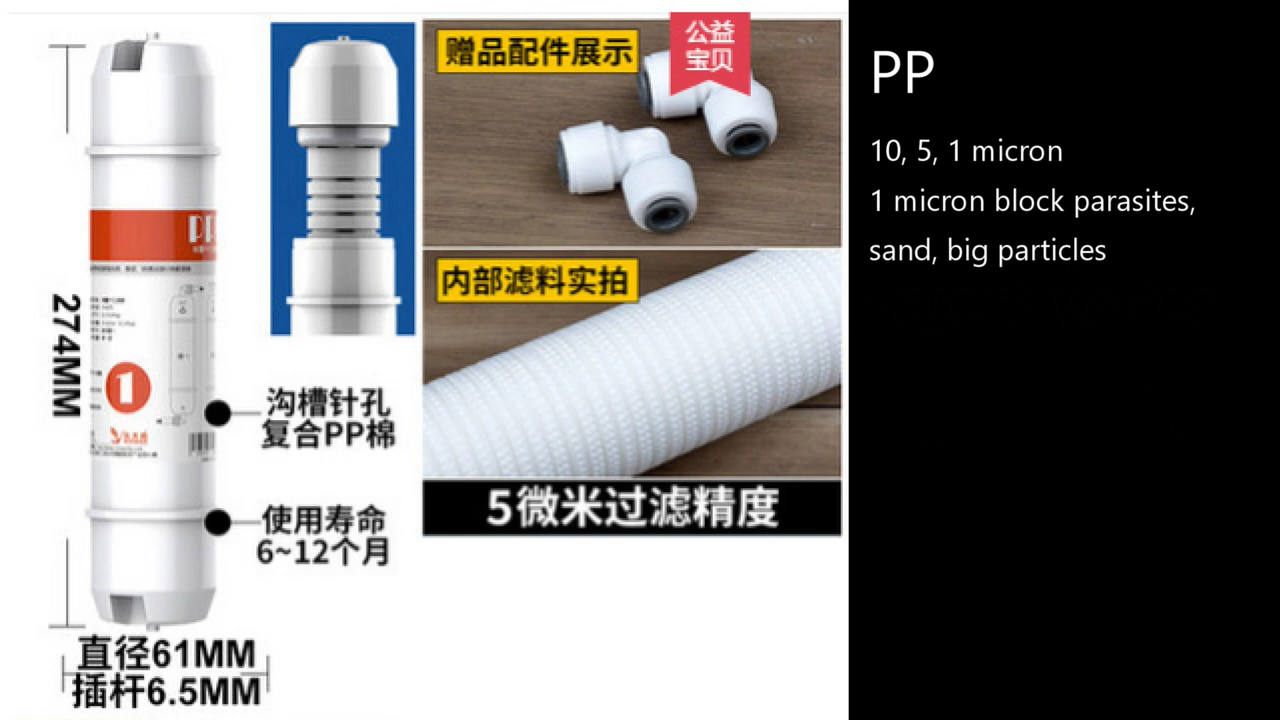 274MM
PP
1
沟槽针孔
复合PP棉
使用寿命
6~12个月
直径61MM
插杆6.5MM
赠品配件展示
公益
宝贝
内部滤料实拍
5微米过滤精度
PP
10, 5, 1 micron
1 micron block parasites,
sand, big particles